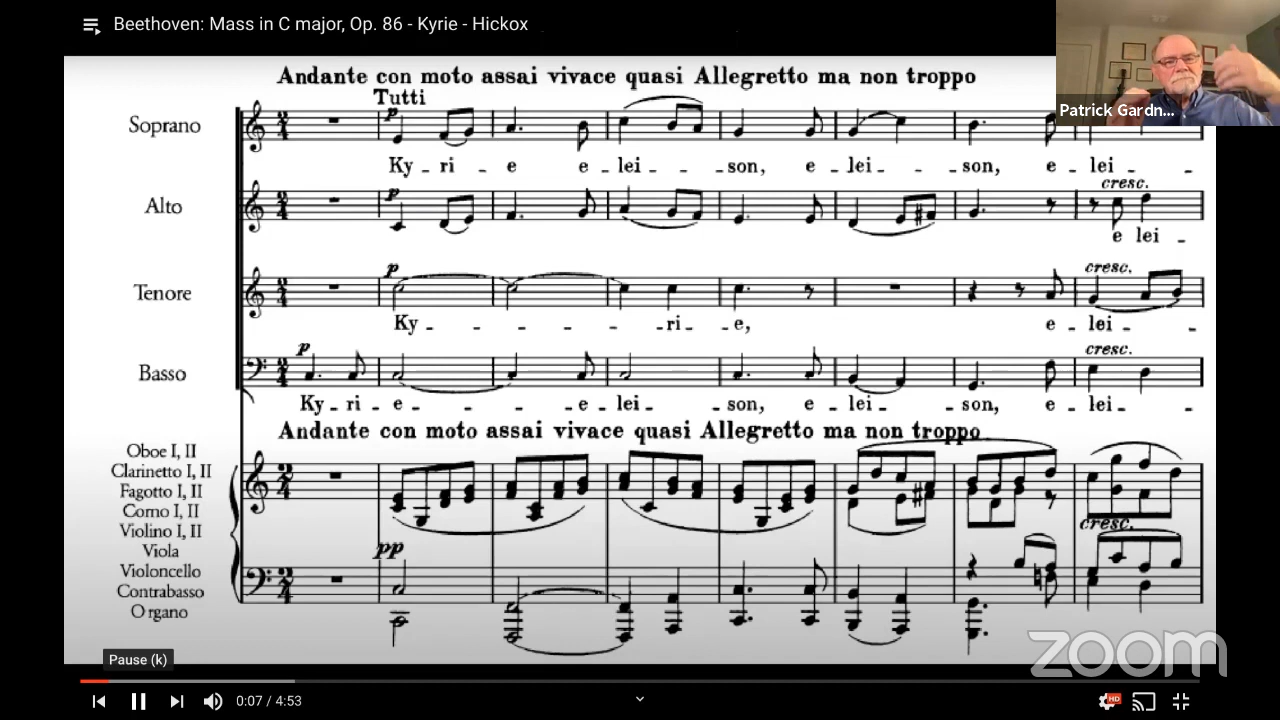 Beethoven: Mass in C major, Op. 86 - Kyrie - Hickox
Patrick Gardn...
Andante con moto assai vivace quasi Allegretto ma non troppo
Tutti
Soprano
p
Ky - ri - e e - lei - - - son, e - lei - - son, e - lei -
Alto
p
cresc.
e lei -
Tenore
p
cresc.
Ky - - - - - - ri - e, e - lei -
Basso
p
cresc.
Ky - ri - e - - - - e - lei - - son, e - lei - - son, e - lei -
Andante con moto assai vivace quasi Allegretto ma non troppo
Oboe I, II
Clarinetto I, II
Fagotto I, II
Corno I, II
Violino I, II
Viola
Violoncello
Contrabasso
Organo
pp
cresc.
Pause (k)
zoom
0:07 / 4:53
HD